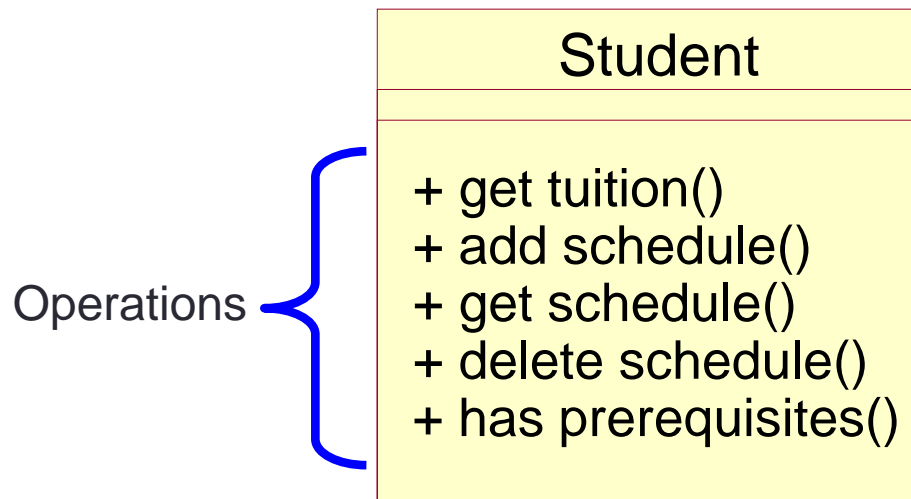 Student
+ get tuition()
+ add schedule()
Operations
+ get schedule()
+ delete schedule()
+ has prerequisites()